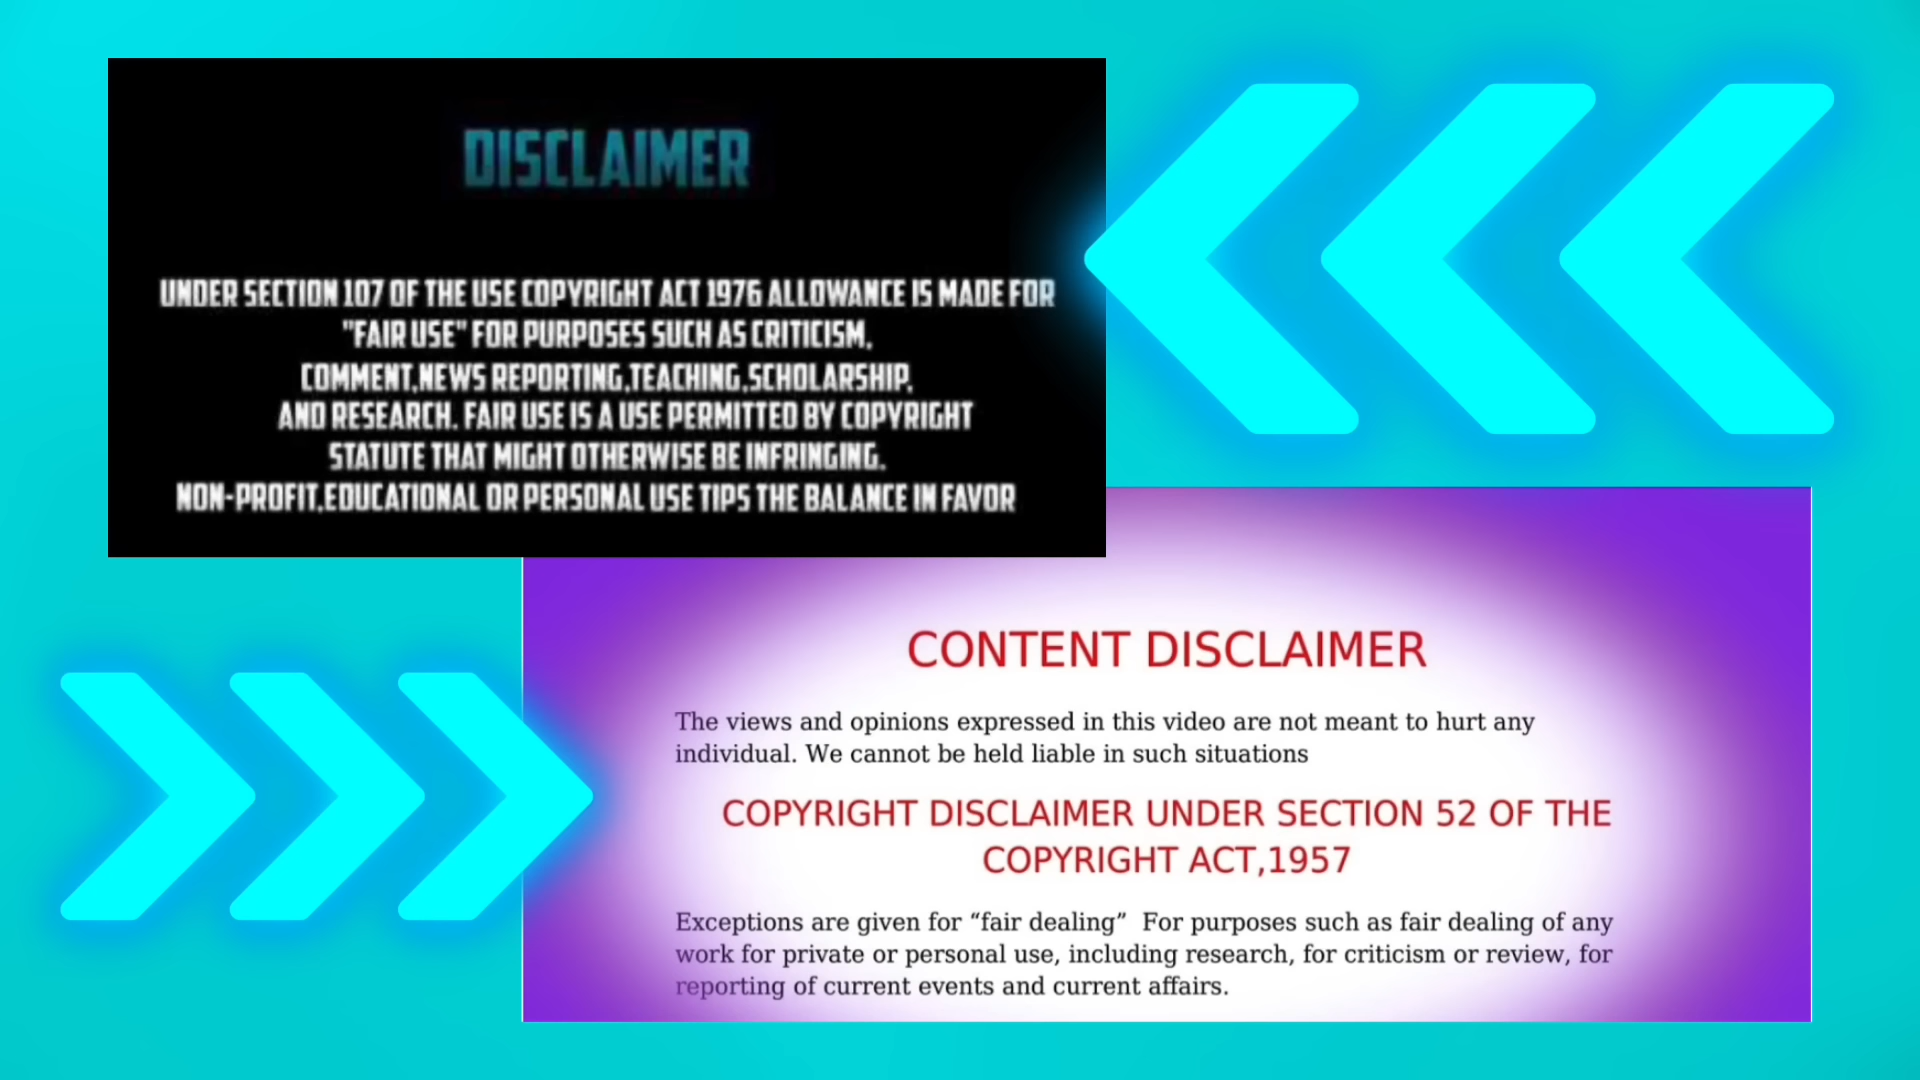 DISCLAIMER
UNDER SECTION 107 OF THE USE COPYRIGHT ACT 1976 ALLOWANCE IS MADE FOR
"FAIR USE" FOR PURPOSES SUCH AS CRITICISM,
COMMENT,NEWS REPORTING,TEACHING,SCHOLARSHIP,
AND RESEARCH. FAIR USE IS A USE PERMITTED BY COPYRIGHT
STATUTE THAT MIGHT OTHERWISE BE INFRINGING.
NON-PROFIT,EDUCATIONAL OR PERSONAL USE TIPS THE BALANCE IN FAVOR
CONTENT DISCLAIMER
The views and opinions expressed in this video are not meant to hurt any
individual. We cannot be held liable in such situations
COPYRIGHT DISCLAIMER UNDER SECTION 52 OF THE
COPYRIGHT ACT,1957
Exceptions are given for “fair dealing”  For purposes such as fair dealing of any
work for private or personal use, including research, for criticism or review, for
reporting of current events and current affairs.